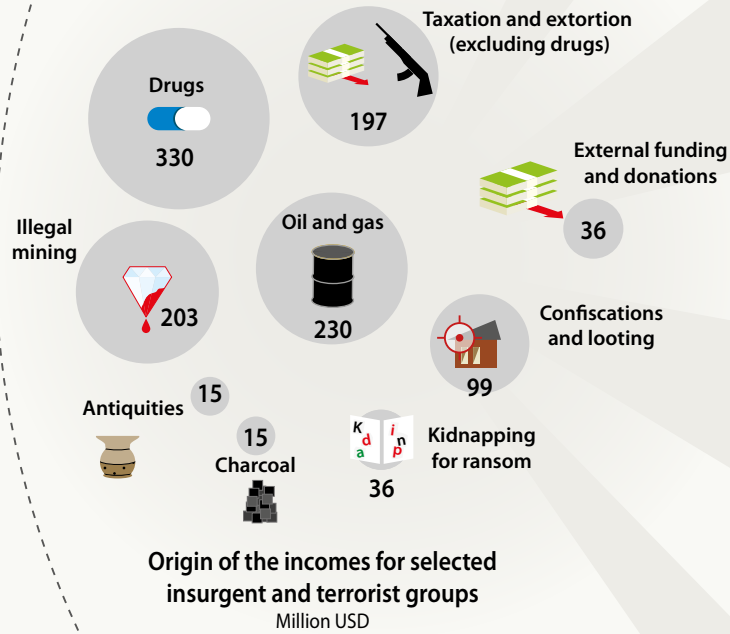 Taxation and extortion
(excluding drugs)
197
Drugs
330
External funding
and donations
36
Illegal
mining
203
Oil and gas
230
Confiscations
and looting
99
Antiquities
15
15
Charcoal
K
i
d
n
a
p
36
Kidnapping
for ransom
Origin of the incomes for selected
insurgent and terrorist groups
Million USD